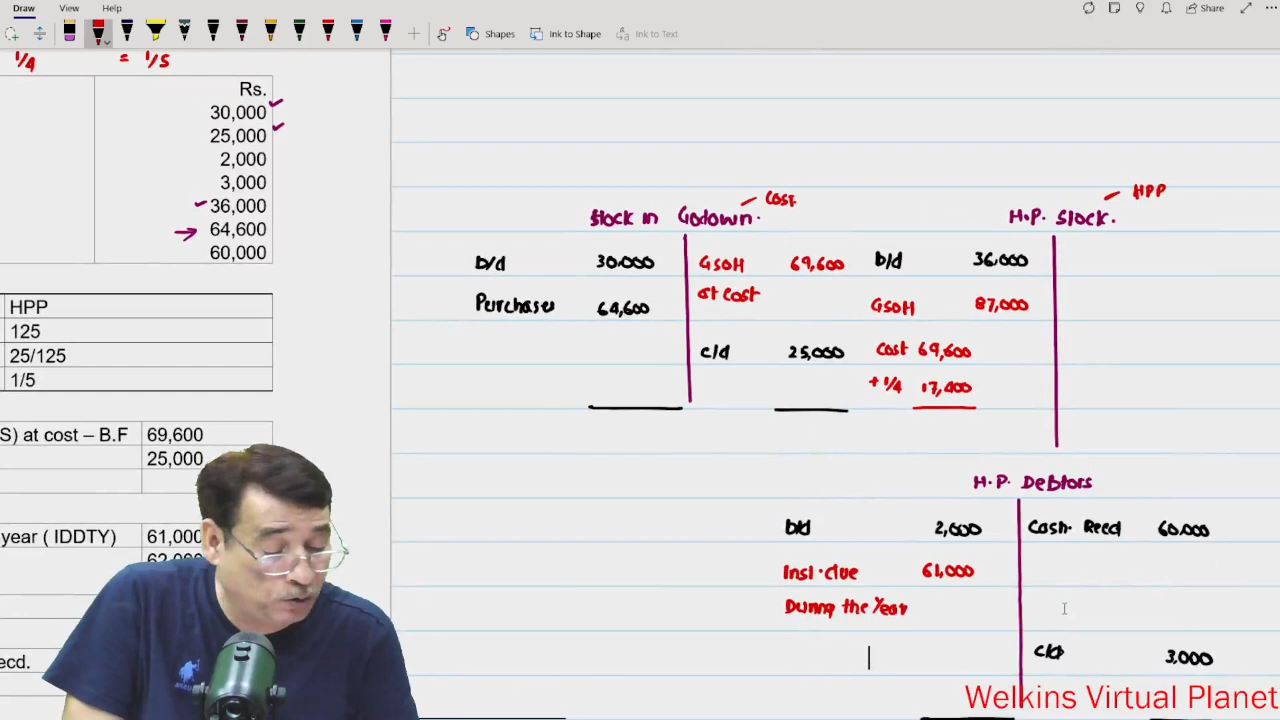 Draw View Help
Share
Shapes Ink to Shape Ink to Text
1/4 = 1/5
Rs.
30,000
25,000
2,000
3,000
36,000
64,600
60,000
HPP
125
25/125
1/5
S) at cost – B.F 69,600
25,000
year ( IDDTY) 61,000
62,000
ecd.
Cost
Stock in Godown.
b/d 30,000 GSOH 69,600
at cost
Purchases 64,600
c/d 25,000
HPP
H.P. Stock.
b/d 36,000
GSOH 87,000
Cost 69,600
+ 1/4 17,400
H.P. Debtors
b/d 2,000 Cash. Recd 60,000
Inst. due 61,000
During the Year
c/d 3,000
Welkins Virtual Planet